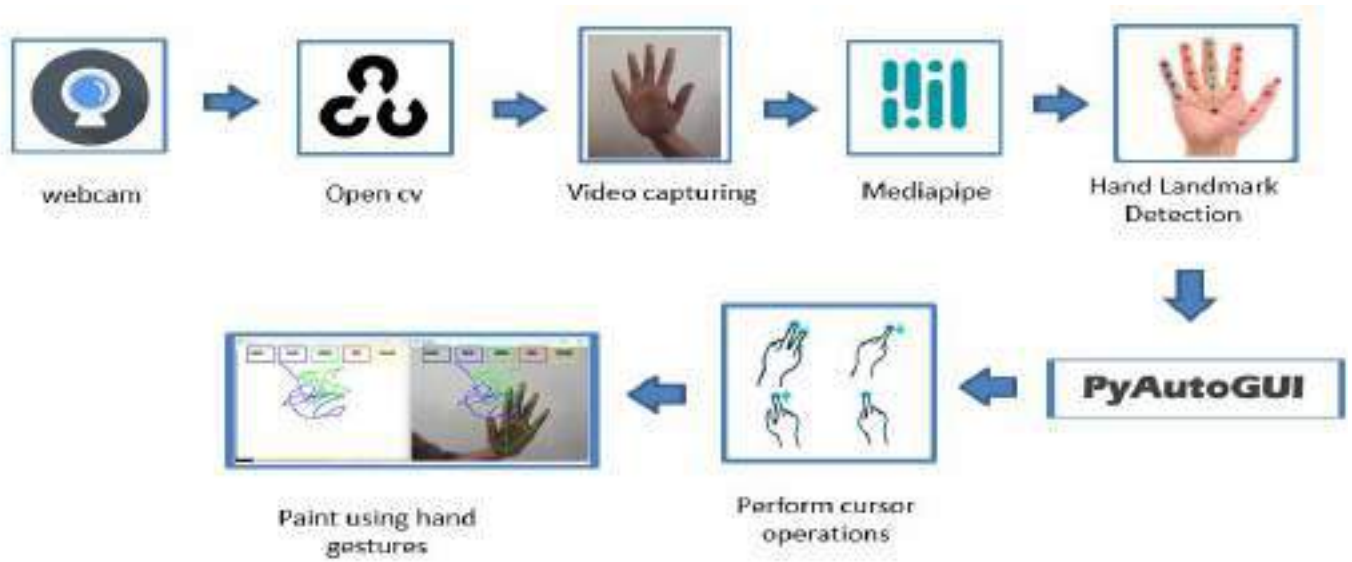 webcam
Open cv
Video capturing
Mediapipe
Hand Landmark
Detection
PyAutoGUI
Perform cursor
operations
Paint using hand
gestures